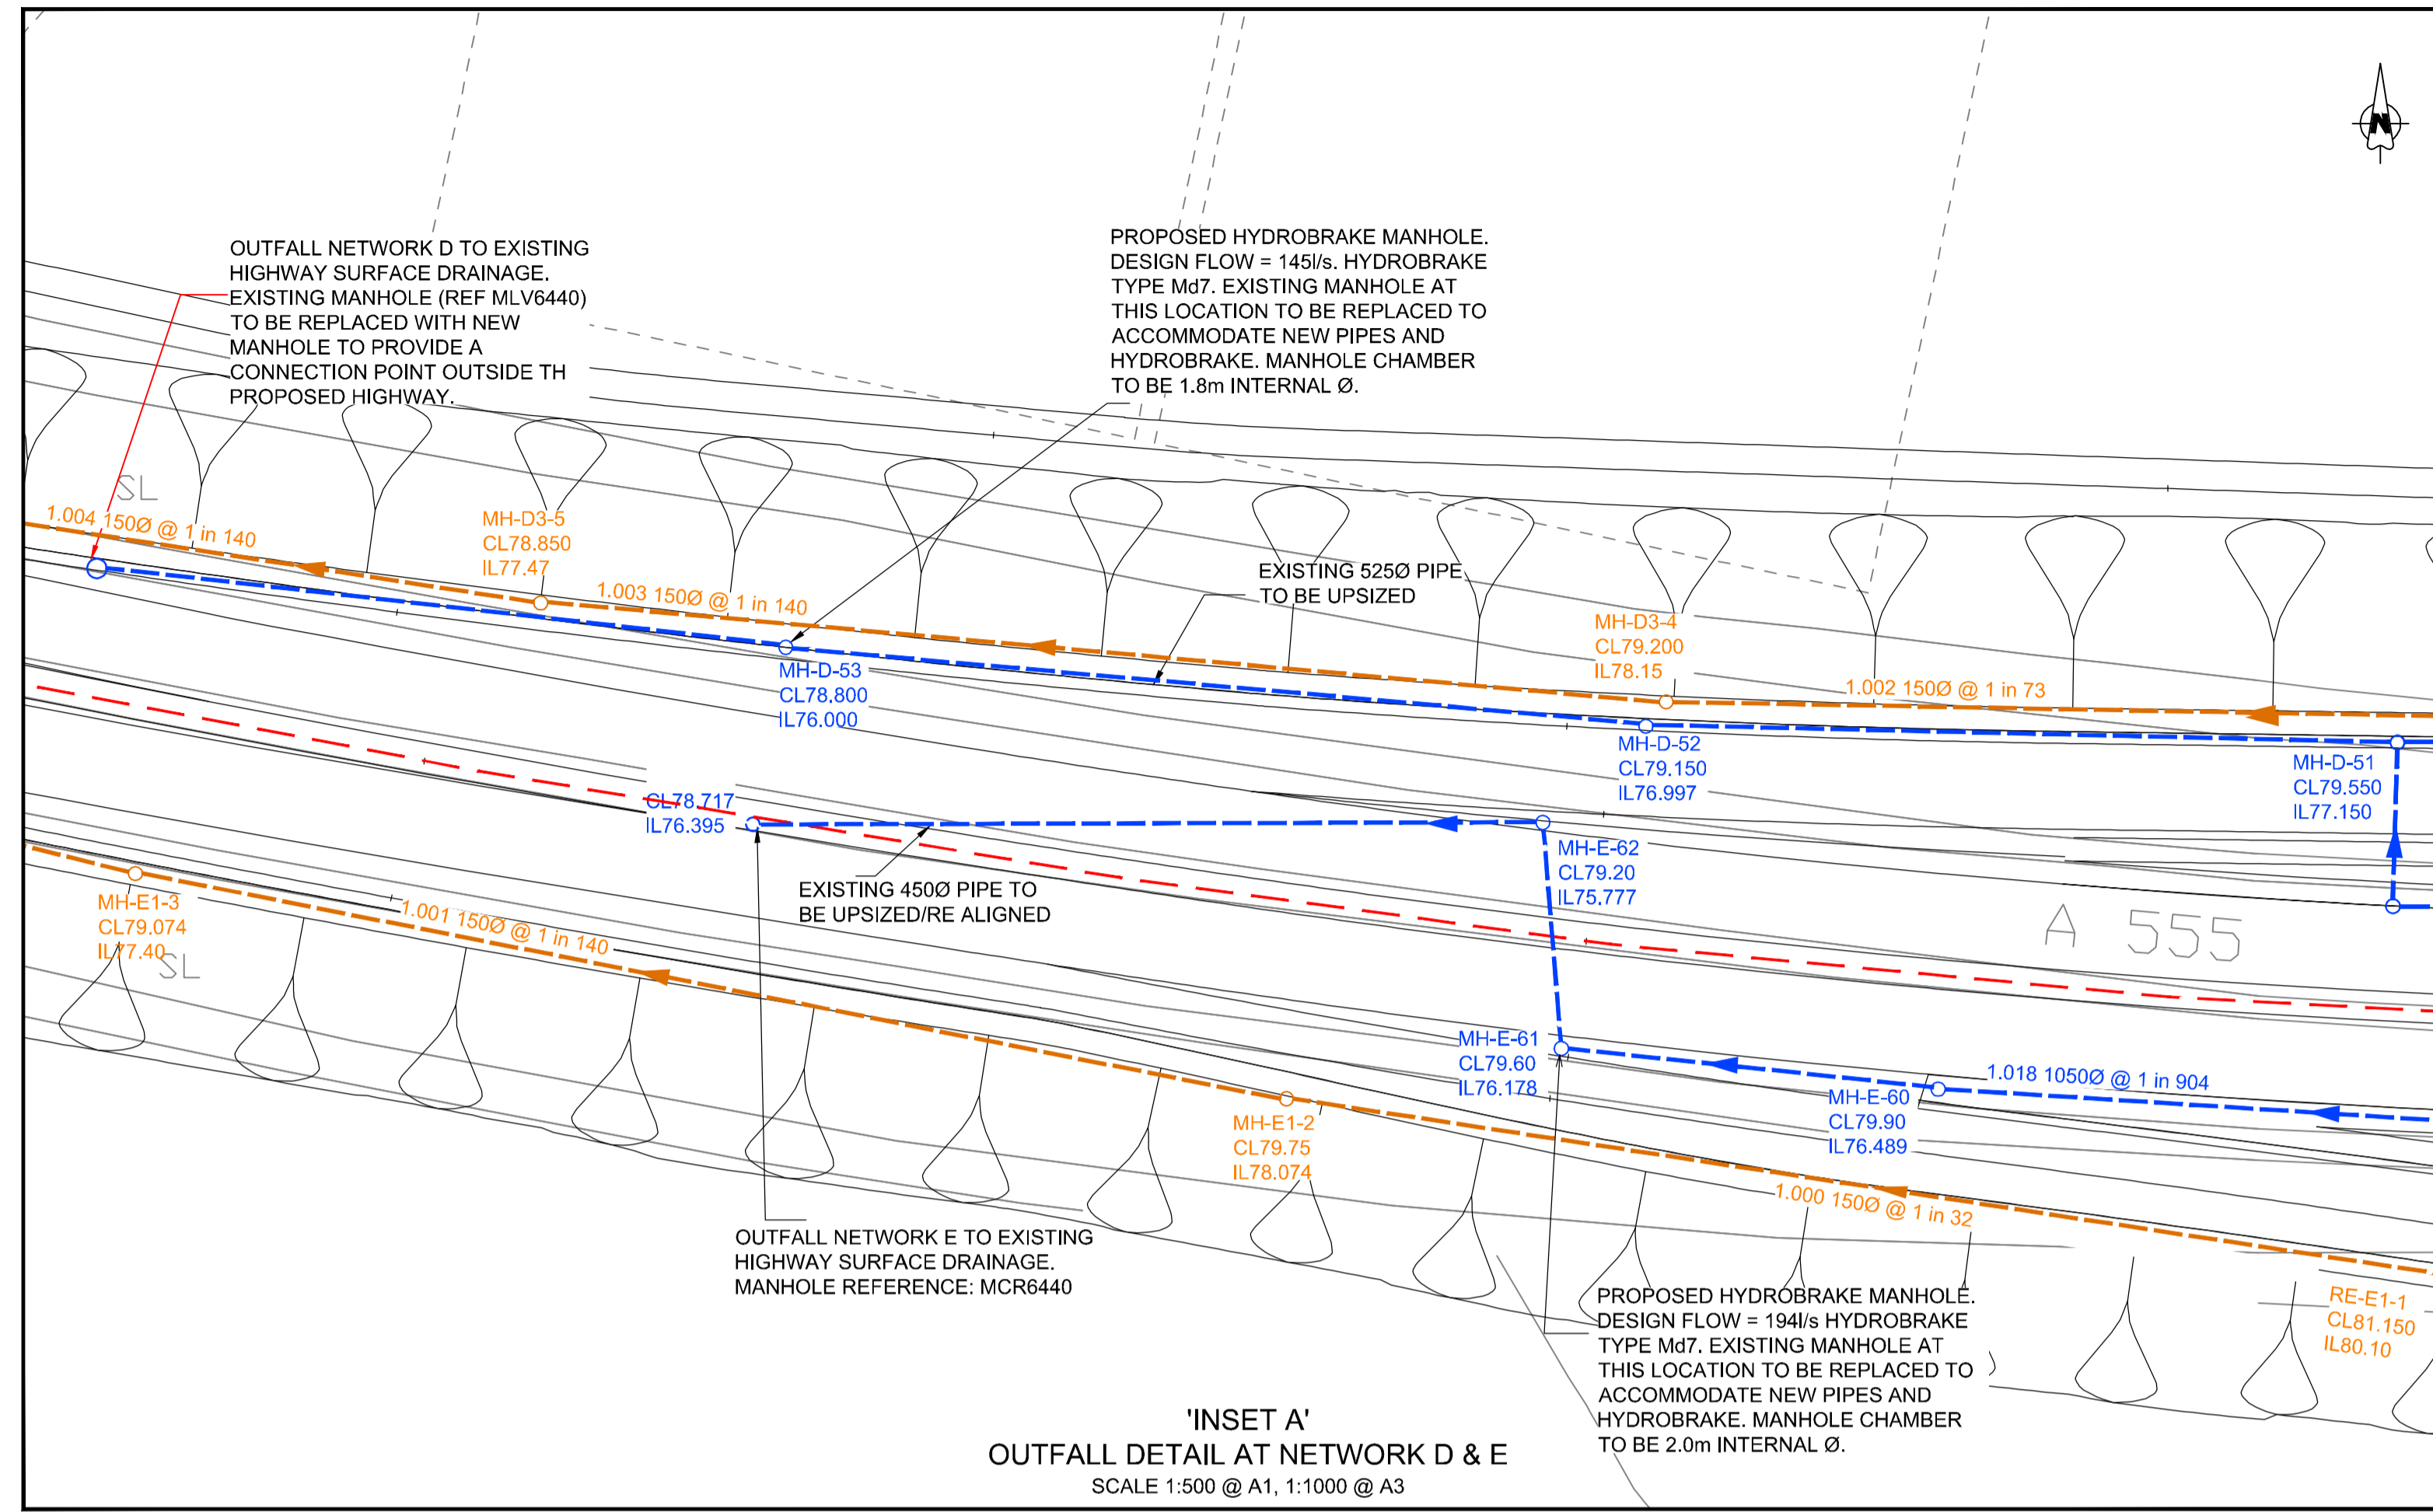 N
OUTFALL NETWORK D TO EXISTING
HIGHWAY SURFACE DRAINAGE.
EXISTING MANHOLE (REF MLV6440)
TO BE REPLACED WITH NEW
MANHOLE TO PROVIDE A
CONNECTION POINT OUTSIDE TH
PROPOSED HIGHWAY.
PROPOSED HYDROBRAKE MANHOLE.
DESIGN FLOW = 145l/s. HYDROBRAKE
TYPE Md7. EXISTING MANHOLE AT
THIS LOCATION TO BE REPLACED TO
ACCOMMODATE NEW PIPES AND
HYDROBRAKE. MANHOLE CHAMBER
TO BE 1.8m INTERNAL Ø.
SL
1.004 150Ø @ 1 in 140
MH-D3-5
CL78.850
IL77.47
1.003 150Ø @ 1 in 140
EXISTING 525Ø PIPE
TO BE UPSIZED
MH-D3-4
CL79.200
IL78.15
1.002 150Ø @ 1 in 73
MH-D-53
CL78.800
IL76.000
MH-D-52
CL79.150
IL76.997
MH-D-51
CL79.550
IL77.150
CL78.717
IL76.395
MH-E-62
CL79.20
IL75.777
EXISTING 450Ø PIPE TO
BE UPSIZED/RE ALIGNED
A 555
MH-E1-3
CL79.074
IL77.40
SL
1.001 150Ø @ 1 in 140
MH-E-61
CL79.60
IL76.178
1.018 1050Ø @ 1 in 904
MH-E-60
CL79.90
IL76.489
MH-E1-2
CL79.75
IL78.074
1.000 150Ø @ 1 in 32
OUTFALL NETWORK E TO EXISTING
HIGHWAY SURFACE DRAINAGE.
MANHOLE REFERENCE: MCR6440
PROPOSED HYDROBRAKE MANHOLE.
DESIGN FLOW = 194l/s HYDROBRAKE
TYPE Md7. EXISTING MANHOLE AT
THIS LOCATION TO BE REPLACED TO
ACCOMMODATE NEW PIPES AND
HYDROBRAKE. MANHOLE CHAMBER
TO BE 2.0m INTERNAL Ø.
RE-E1-1
CL81.150
IL80.10
'INSET A'
OUTFALL DETAIL AT NETWORK D & E
SCALE 1:500 @ A1, 1:1000 @ A3